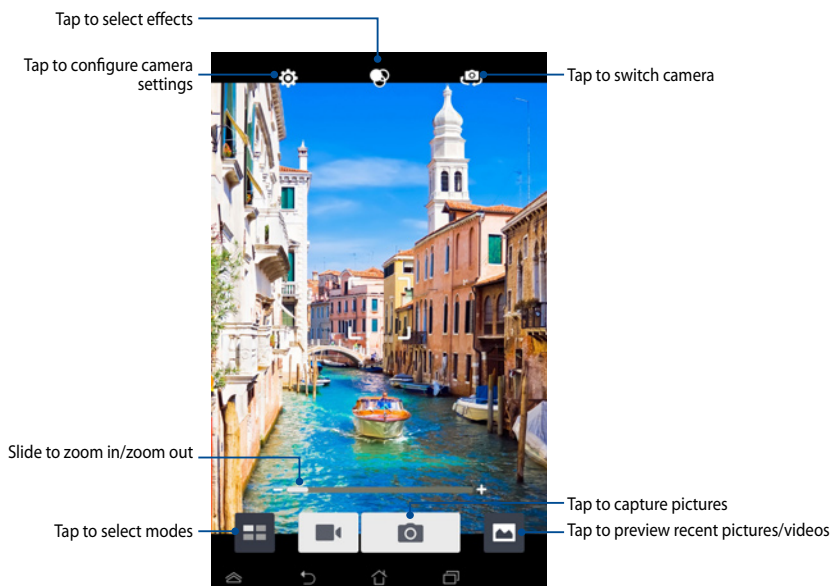 Tap to select effects
Tap to configure camera
settings
Tap to switch camera
Slide to zoom in/zoom out
Tap to capture pictures
Tap to select modes
Tap to preview recent pictures/videos